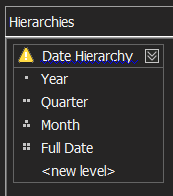 Hierarchies
Date Hierarchy
Year
Quarter
Month
Full Date
<new level>